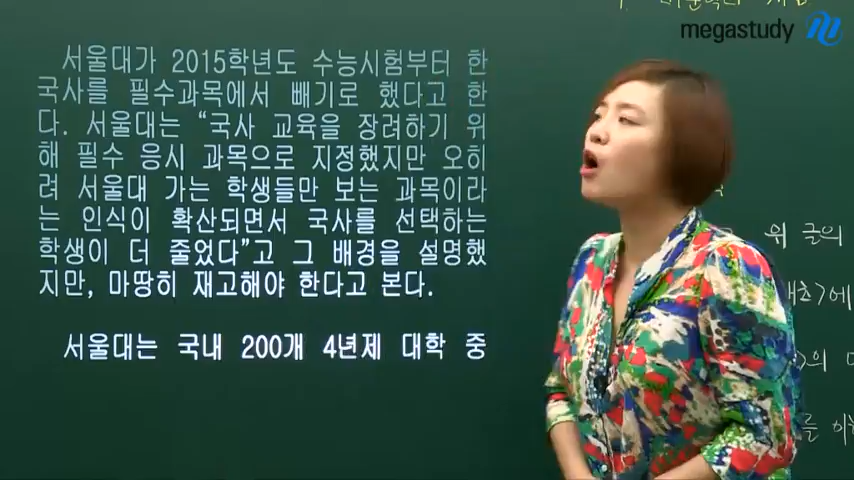 megastudy
서울대가 2015학년도 수능시험부터 한
국사를 필수과목에서 빼기로 했다고 한
다. 서울대는 “국사 교육을 장려하기 위
해 필수 응시 과목으로 지정했지만 오히
려 서울대 가는 학생들만 보는 과목이라
는 인식이 확산되면서 국사를 선택하는
학생이 더 줄었다”고 그 배경을 설명했
지만, 마땅히 재고해야 한다고 본다.
서울대는 국내 200개 4년제 대학 중
위 글의